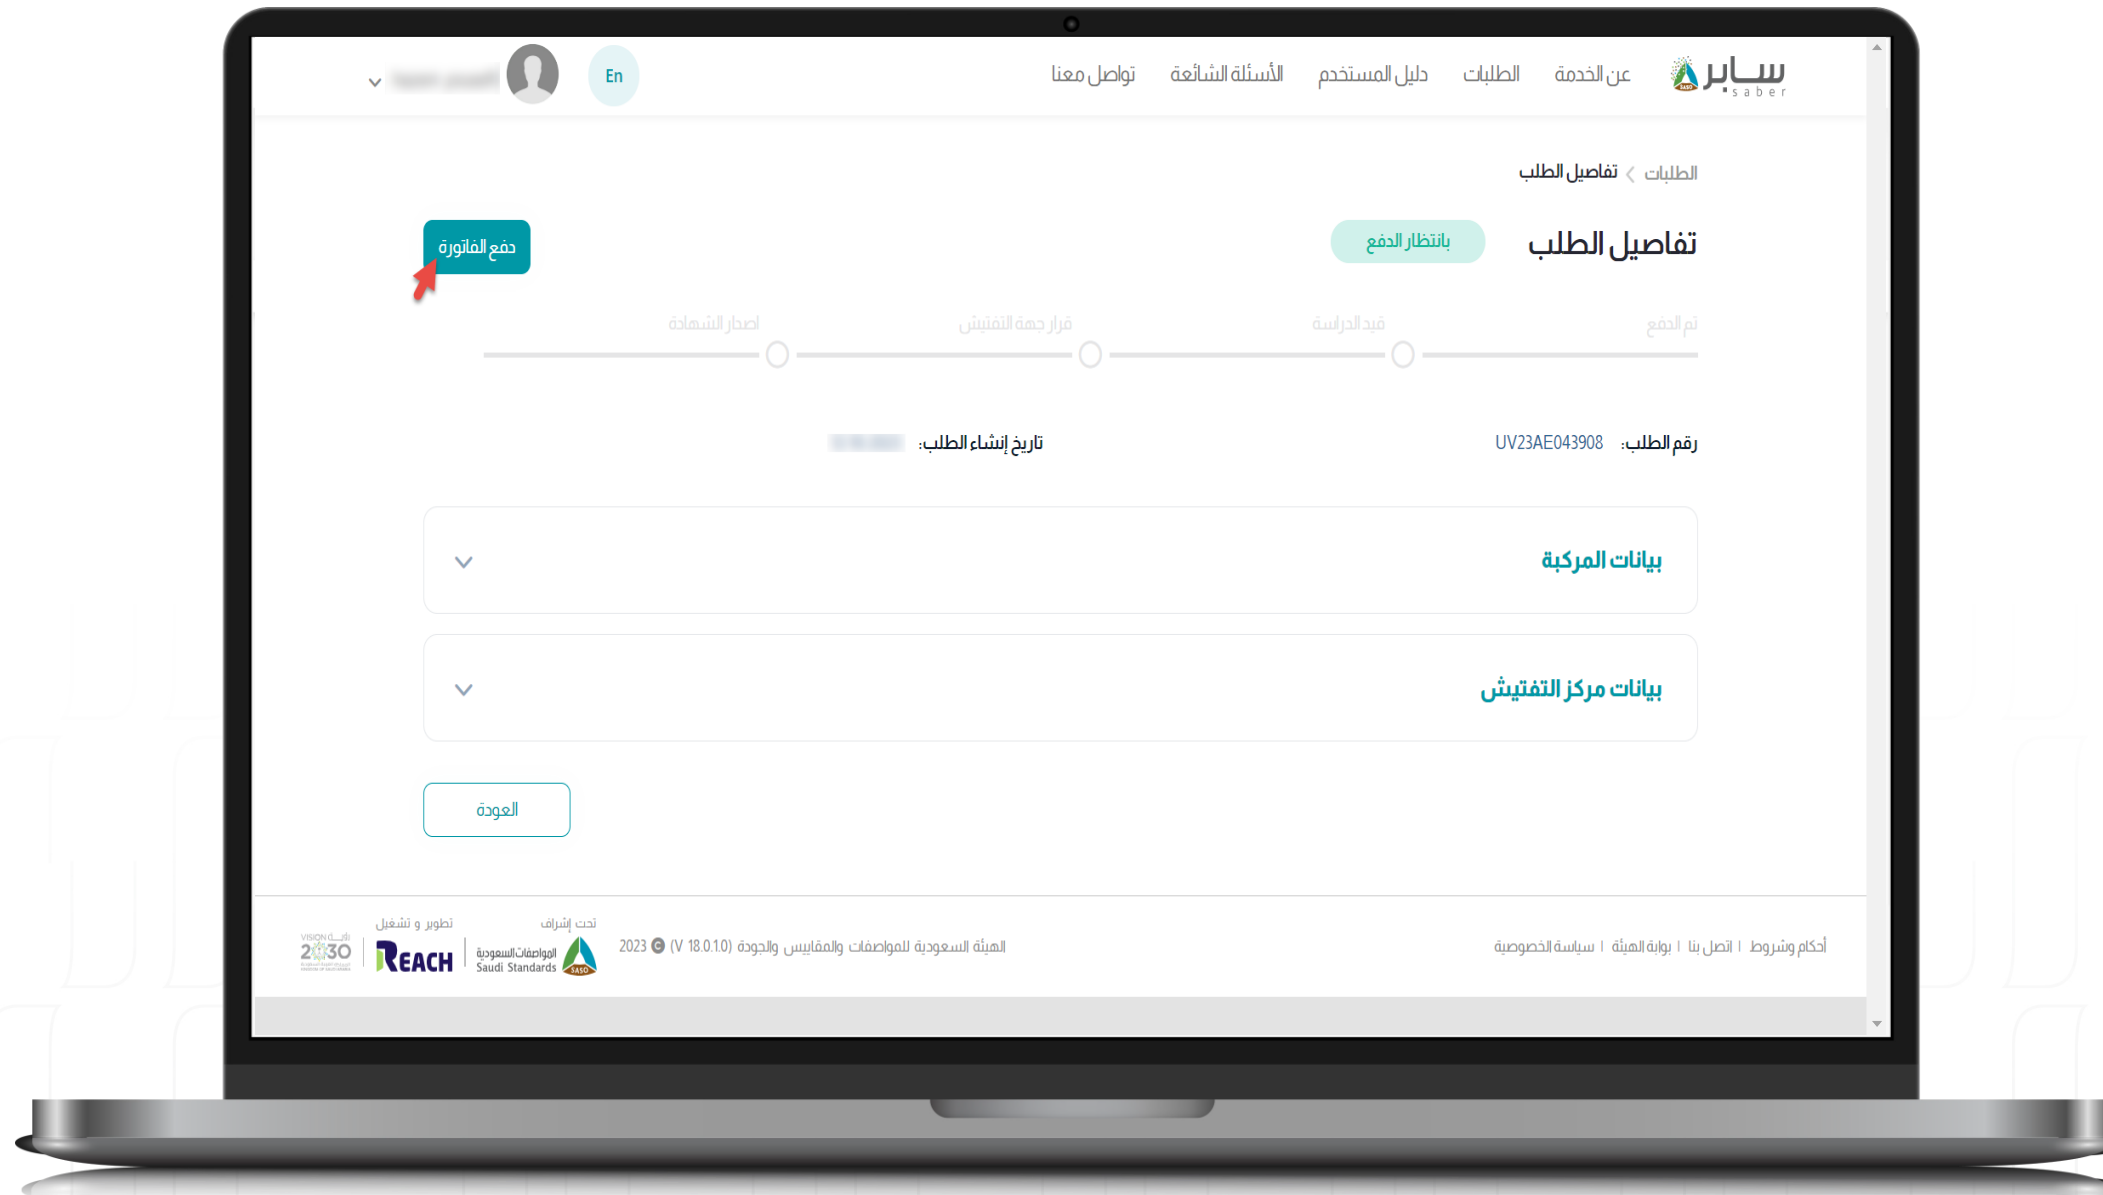 سابر
saber
SASO
عن الخدمة
الطلبات
دليل المستخدم
الأسئلة الشائعة
تواصل معنا
En
الطلبات > تفاصيل الطلب
تفاصيل الطلب
بانتظار الدفع
دفع الفاتورة
تم الدفع
قيد الدراسة
قرار جهة التفتيش
اصدار الشهادة
رقم الطلب: UV23AE043908
تاريخ إنشاء الطلب:
بيانات المركبة
بيانات مركز التفتيش
العودة
أحكام وشروط | اتصل بنا | بوابة الهيئة | سياسة الخصوصية
الهيئة السعودية للمواصفات والمقاييس والجودة (V 18.0.1.0) © 2023
تحت إشراف
المواصفات السعودية
Saudi Standards
SASO
تطوير و تشغيل
REACH
VISION رؤيـــة
2030